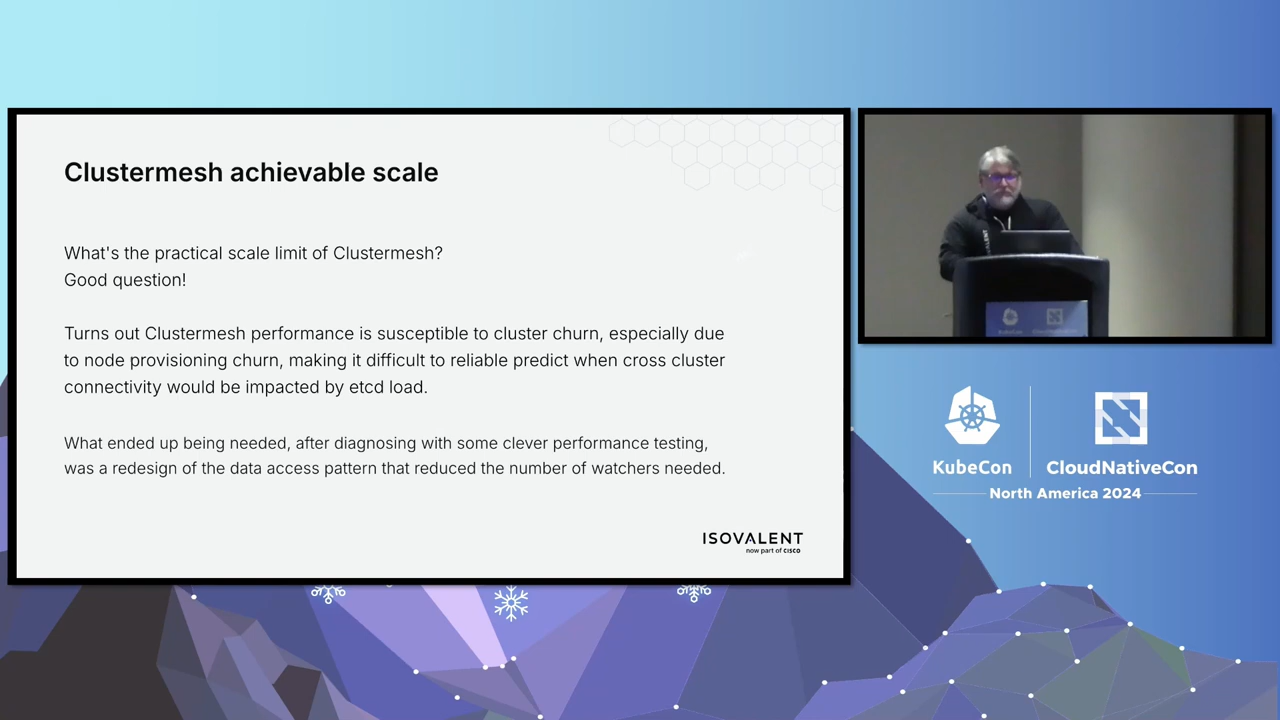 Clustermesh achievable scale
What's the practical scale limit of Clustermesh?
Good question!
Turns out Clustermesh performance is susceptible to cluster churn, especially due
to node provisioning churn, making it difficult to reliable predict when cross cluster
connectivity would be impacted by etcd load.
What ended up being needed, after diagnosing with some clever performance testing,
was a redesign of the data access pattern that reduced the number of watchers needed.
ISOVALENT
now part of CISCO
KubeCon
CloudNativeCon
North America 2024